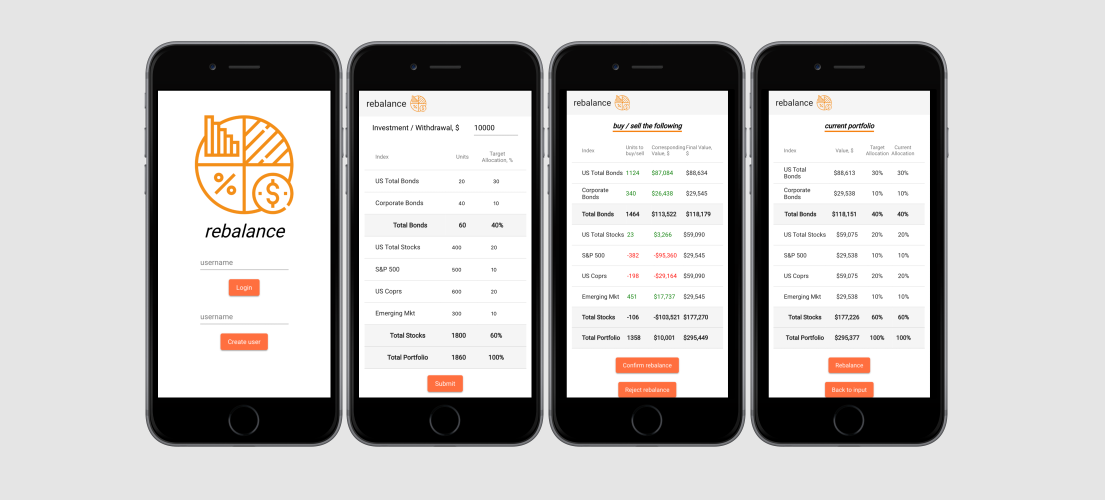 rebalance
username
Login
username
Create user
rebalance
Investment / Withdrawal, $ 10000
Index Units Target Allocation, %
US Total Bonds 20 30
Corporate Bonds 40 10
Total Bonds 60 40%
US Total Stocks 400 20
S&P 500 500 10
US Coprs 600 20
Emerging Mkt 300 10
Total Stocks 1800 60%
Total Portfolio 1860 100%
Submit
rebalance
buy / sell the following
Index Units to buy/sell Corresponding Value, $ Final Value, $
US Total Bonds 1124 $87,084 $88,634
Corporate Bonds 340 $26,438 $29,545
Total Bonds 1464 $113,522 $118,179
US Total Stocks 23 $3,266 $59,090
S&P 500 -382 -$95,360 $29,545
US Coprs -198 -$29,164 $59,090
Emerging Mkt 451 $17,737 $29,545
Total Stocks -106 -$103,521 $177,270
Total Portfolio 1358 $10,001 $295,449
Confirm rebalance
Reject rebalance
rebalance
current portfolio
Index Value, $ Target Allocation Current Allocation
US Total Bonds $88,613 30% 30%
Corporate Bonds $29,538 10% 10%
Total Bonds $118,151 40% 40%
US Total Stocks $59,075 20% 20%
S&P 500 $29,538 10% 10%
US Coprs $59,075 20% 20%
Emerging Mkt $29,538 10% 10%
Total Stocks $177,226 60% 60%
Total Portfolio $295,377 100% 100%
Rebalance
Back to input